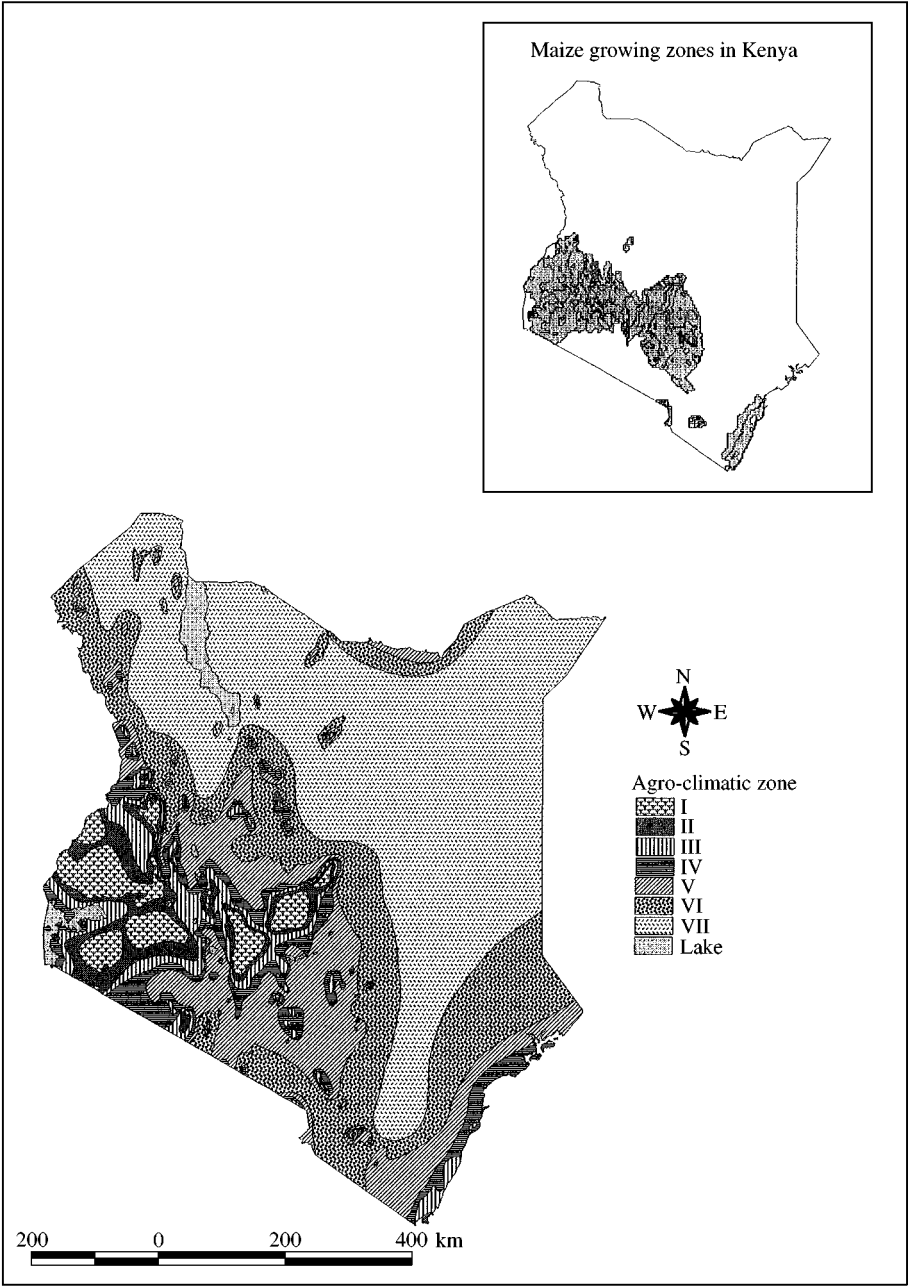 Maize growing zones in Kenya
N
W E
S
Agro-climatic zone
I
II
III
IV
V
VI
VII
Lake
200 0 200 400 km